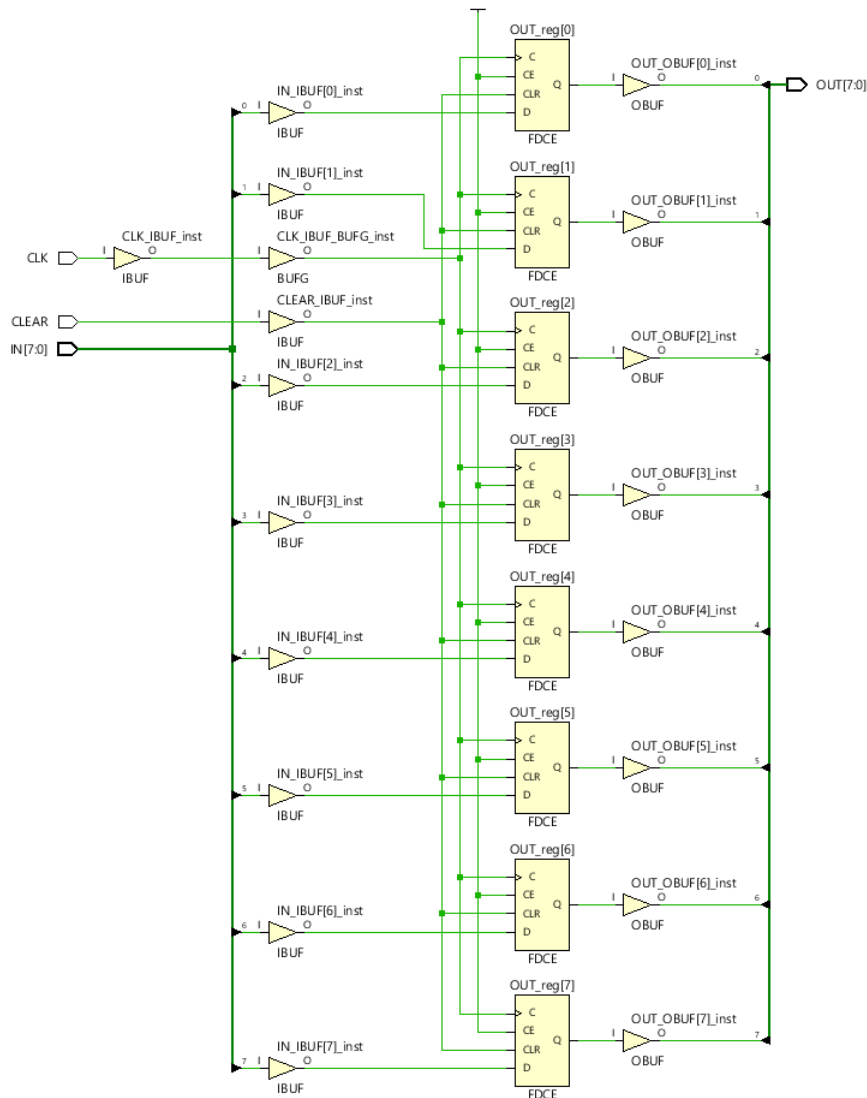 OUT_reg[0]
C
CE
CLR
D
Q
FDCE
OUT_OBUF[0]_inst
I
O
OBUF
0
OUT[7:0]
IN_IBUF[0]_inst
0
I
O
IBUF
OUT_reg[1]
C
CE
CLR
D
Q
FDCE
OUT_OBUF[1]_inst
I
O
OBUF
1
IN_IBUF[1]_inst
1
I
O
IBUF
CLK
CLK_IBUF_inst
I
O
IBUF
CLK_IBUF_BUFG_inst
I
O
BUFG
CLEAR
CLEAR_IBUF_inst
I
O
IBUF
IN[7:0]
OUT_reg[2]
C
CE
CLR
D
Q
FDCE
OUT_OBUF[2]_inst
I
O
OBUF
2
IN_IBUF[2]_inst
2
I
O
IBUF
OUT_reg[3]
C
CE
CLR
D
Q
FDCE
OUT_OBUF[3]_inst
I
O
OBUF
3
IN_IBUF[3]_inst
3
I
O
IBUF
OUT_reg[4]
C
CE
CLR
D
Q
FDCE
OUT_OBUF[4]_inst
I
O
OBUF
4
IN_IBUF[4]_inst
4
I
O
IBUF
OUT_reg[5]
C
CE
CLR
D
Q
FDCE
OUT_OBUF[5]_inst
I
O
OBUF
5
IN_IBUF[5]_inst
5
I
O
IBUF
OUT_reg[6]
C
CE
CLR
D
Q
FDCE
OUT_OBUF[6]_inst
I
O
OBUF
6
IN_IBUF[6]_inst
6
I
O
IBUF
OUT_reg[7]
C
CE
CLR
D
Q
FDCE
OUT_OBUF[7]_inst
I
O
OBUF
7
IN_IBUF[7]_inst
7
I
O
IBUF